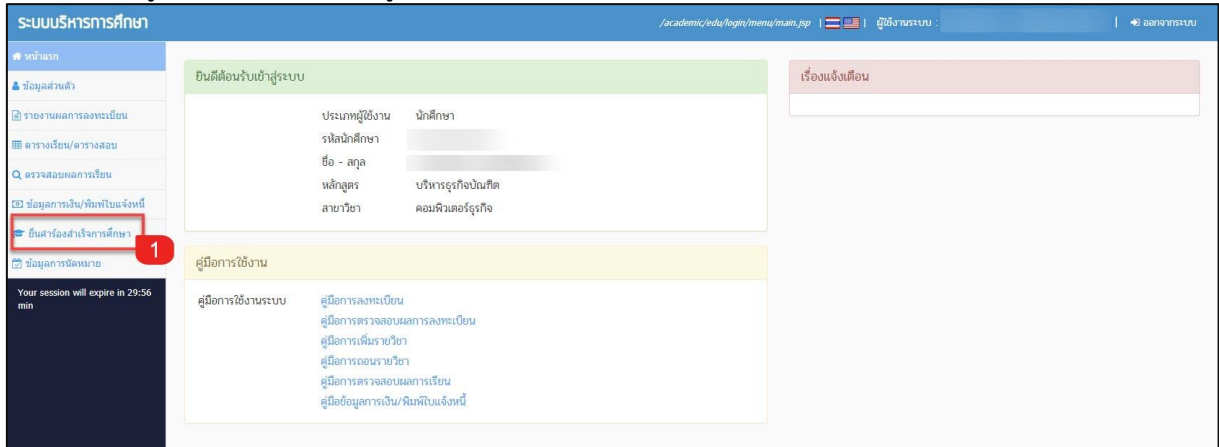 ระบบบริหารการศึกษา
/academic/edu/login/menu/main.jsp | | ผู้ใช้งานระบบ : | ออกจากระบบ
หน้าแรก
ข้อมูลส่วนตัว
รายงานผลการลงทะเบียน
ตารางเรียน/ตารางสอบ
ตรวจสอบผลการเรียน
ข้อมูลการเงิน/พิมพ์ใบแจ้งหนี้
ยื่นคำร้องสำเร็จการศึกษา
1
ข้อมูลการนัดหมาย
Your session will expire in 29:56
min
ยินดีต้อนรับเข้าสู่ระบบ
ประเภทผู้ใช้งาน นักศึกษา
รหัสนักศึกษา
ชื่อ - สกุล
หลักสูตร บริหารธุรกิจบัณฑิต
สาขาวิชา คอมพิวเตอร์ธุรกิจ
คู่มือการใช้งาน
คู่มือการใช้งานระบบ คู่มือการลงทะเบียน
คู่มือการตรวจสอบผลการลงทะเบียน
คู่มือการเพิ่มรายวิชา
คู่มือการถอนรายวิชา
คู่มือการตรวจสอบผลการเรียน
คู่มือข้อมูลการเงิน/พิมพ์ใบแจ้งหนี้
เรื่องแจ้งเตือน